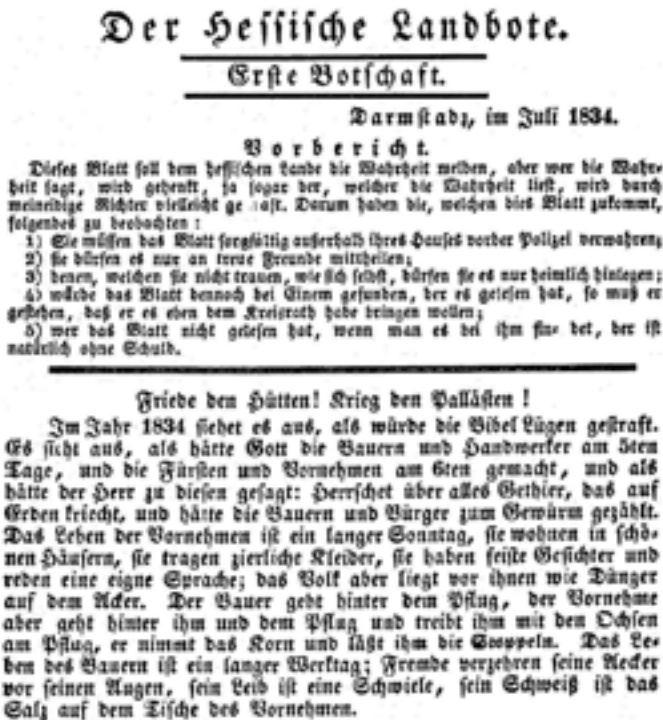 Der Hessische Landbote.
Erste Botschaft.
Darmstadt, im Juli 1834.
Vorbericht.
Dieses Blatt soll dem hessischen Lande die Wahrheit melden, aber wer die Wahr-
heit sagt, wird gehenkt, ja sogar der, welcher die Wahrheit liest, wird durch
meineidige Richter vielleicht ge aft. Darum haben die, welchen dies Blatt zukommt,
folgendes zu beobachten:
1) Sie müssen das Blatt sorgfältig außerhalb ihres Hauses vor der Polizei verwahren;
2) sie dürfen es nur an treue Freunde mittheilen;
3) denen, welchen sie nicht trauen, wie sich selbst, dürfen sie es nur heimlich hinlegen;
4) würde das Blatt dennoch bei Einem gefunden, der es gelesen hat, so muß er
gestehen, daß er es eben dem Kreisrath habe bringen wollen;
5) wer das Blatt nicht gelesen hat, wenn man es bei ihm fin- det, der ist
natürlich ohne Schuld.
Friede den Hütten! Krieg den Pallästen!
Im Jahr 1834 siehet es aus, als würde die Bibel Lügen gestraft.
Es sieht aus, als hätte Gott die Bauern und Handwerker am 5ten
Tage, und die Fürsten und Vornehmen am 6ten gemacht, und als
hätte der Herr zu diesen gesagt: Herrschet über alles Gethier, das auf
Erden kriecht, und hätte die Bauern und Bürger zum Gewürm gezählt.
Das Leben der Vornehmen ist ein langer Sonntag, sie wohnen in schö-
nen Häusern, sie tragen zierliche Kleider, sie haben feiste Gesichter und
reden eine eigne Sprache; das Volk aber liegt vor ihnen wie Dünger
auf dem Acker. Der Bauer geht hinter dem Pflug, der Vornehme
aber geht hinter ihm und dem Pflug und treibt ihm mit den Ochsen
am Pflug, er nimmt das Korn und läßt ihm die Stoppeln. Das Le-
ben des Bauern ist ein langer Werktag; Fremde verzehren seine Aecker
vor seinen Augen, sein Leib ist eine Schwiele, sein Schweiß ist das
Salz auf dem Tische des Vornehmen.